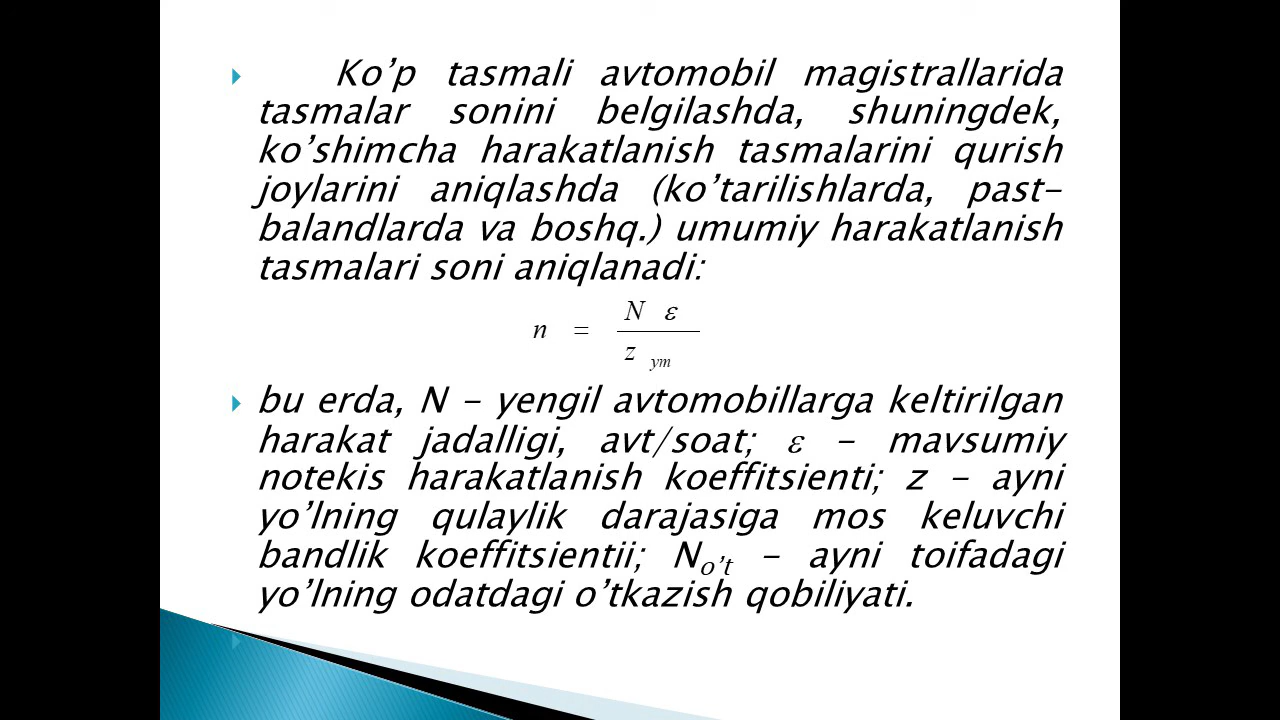 Ko’p tasmali avtomobil magistrallarida
tasmalar sonini belgilashda, shuningdek,
ko’shimcha harakatlanish tasmalarini qurish
joylarini aniqlashda (ko’tarilishlarda, past-
balandlarda va boshq.) umumiy harakatlanish
tasmalari soni aniqlanadi:
n = N ε / z ym
bu erda, N – yengil avtomobillarga keltirilgan
harakat jadalligi, avt/soat; ε – mavsumiy
notekis harakatlanish koeffitsienti; z – ayni
yo’lning qulaylik darajasiga mos keluvchi
bandlik koeffitsientii; No’t – ayni toifadagi
yo’lning odatdagi o’tkazish qobiliyati.